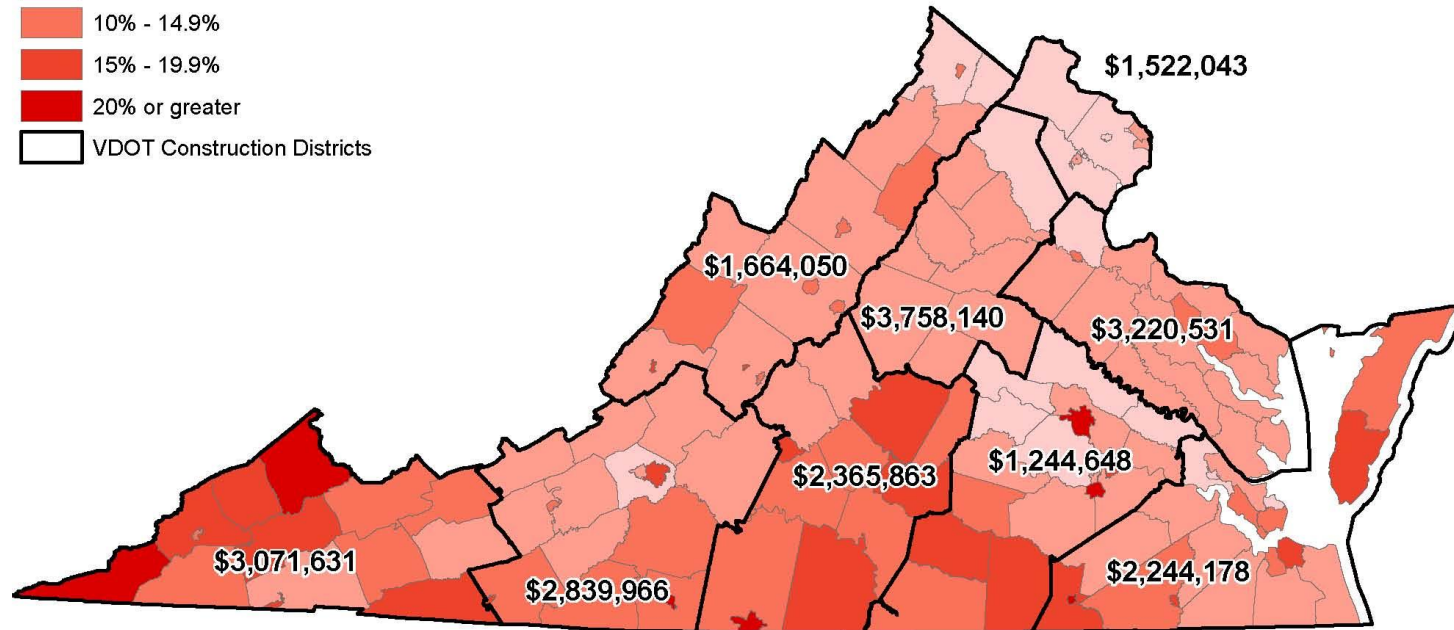 10% - 14.9%
15% - 19.9%
20% or greater
VDOT Construction Districts
$1,522,043
$1,664,050
$3,758,140
$3,220,531
$2,365,863
$1,244,648
$3,071,631
$2,839,966
$2,244,178